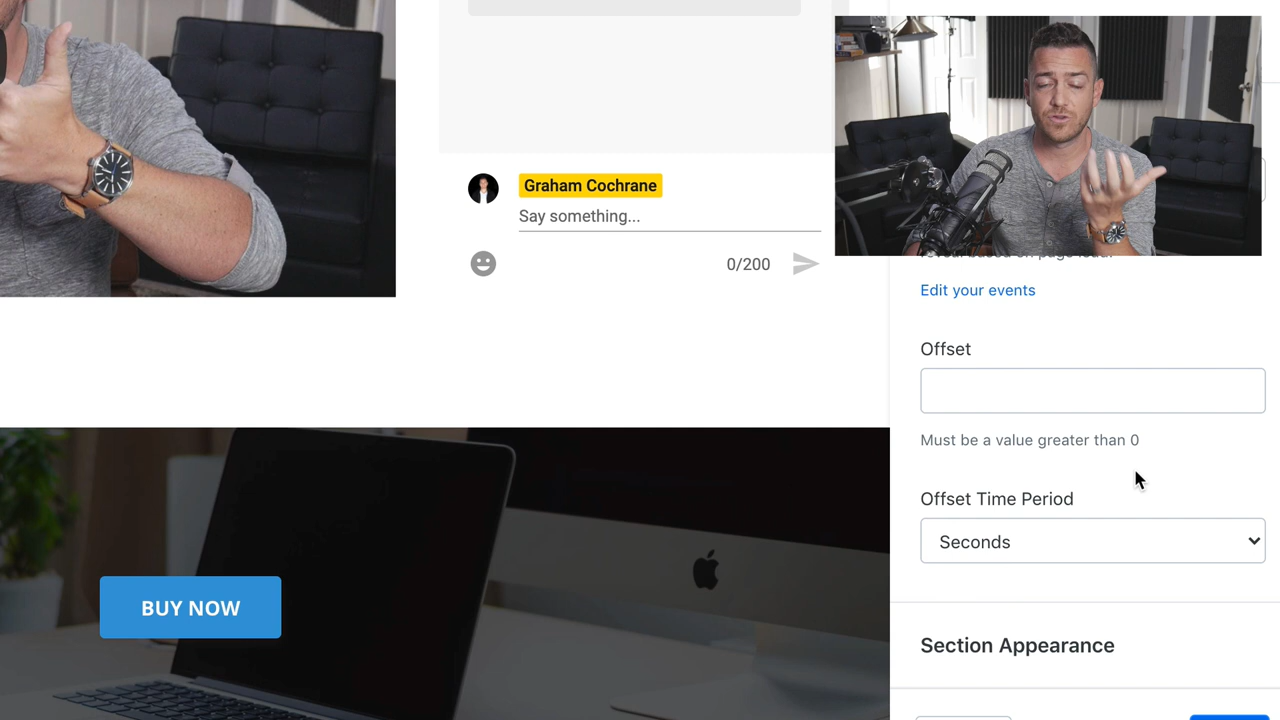 Graham Cochrane
Say something...
0/200
Edit your events
Offset
Must be a value greater than 0
Offset Time Period
Seconds
BUY NOW
Section Appearance